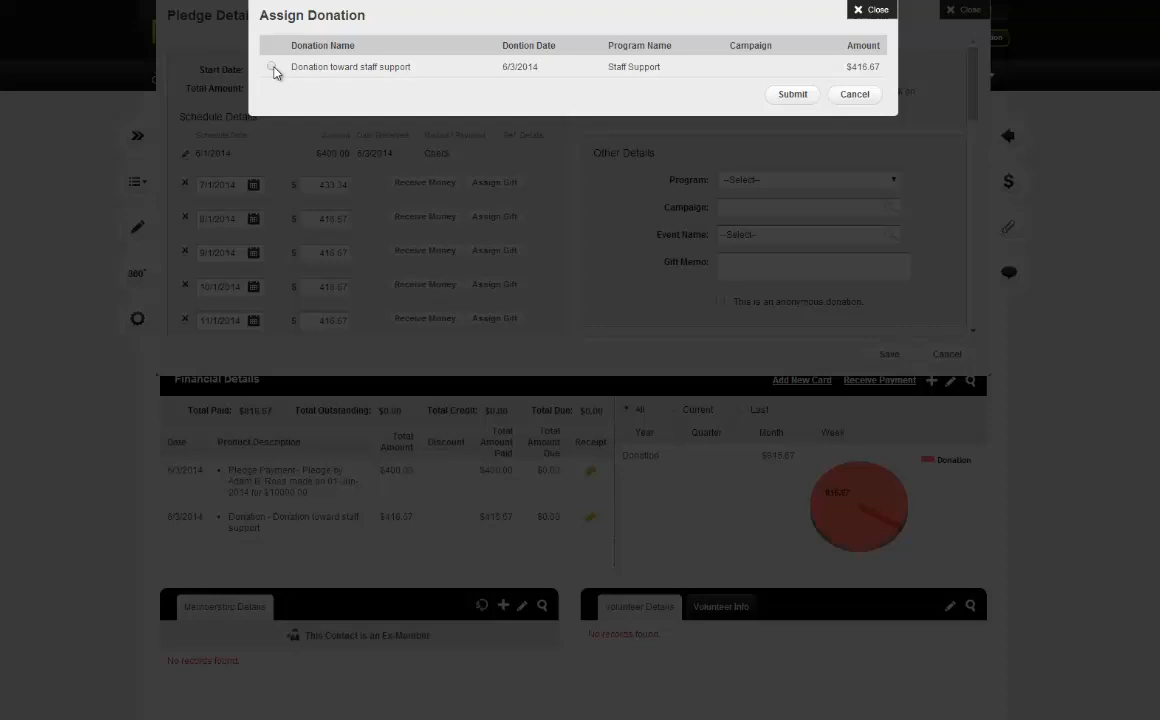 Pledge Deta
Assign Donation
Close
Close
Donation Name Dontion Date Program Name Campaign Amount
Donation toward staff support 6/3/2014 Staff Support $416.67
Submit Cancel
Start Date:
Total Amount:
Schedule Deta
Schedule Date Amount
6/1/2014 $400.00 6/3/2014 Check
7/1/2014 $ 433.34 Receive Money Assign Gift
8/1/2014 $ 416.67 Receive Money Assign Gift
9/1/2014 $ 416.67 Receive Money Assign Gift
10/1/2014 $ 416.67 Receive Money Assign Gift
11/1/2014 $ 416.67 Receive Money Assign Gift
Other Details
Program: --Select--
Campaign:
Event Name: --Select--
Gift Memo:
This is an anonymous donation.
Save Cancel
360°
Financial Details
Add New Card Receive Payment
Total Paid: $816.67 Total Outstanding: $0.00 Total Credit: $0.00 Total Due: $0.00
Date Product Description Total Amount Discount Total Amount Paid Total Amount Due Receipt
6/3/2014 • Pledge Payment - Pledge by $400.00 $400.00 $0.00
Adam B. Ross made on 01-Jun-
2014 for $10000.00
6/3/2014 • Donation - Donation toward staff $416.67 $416.67 $0.00
support
All Current Last
Year Quarter Month Week
Donation $816.67
Donation
$816.67
Membership Details
This Contact is an Ex-Member
No records found.
Volunteer Details Volunteer Info
No records found.